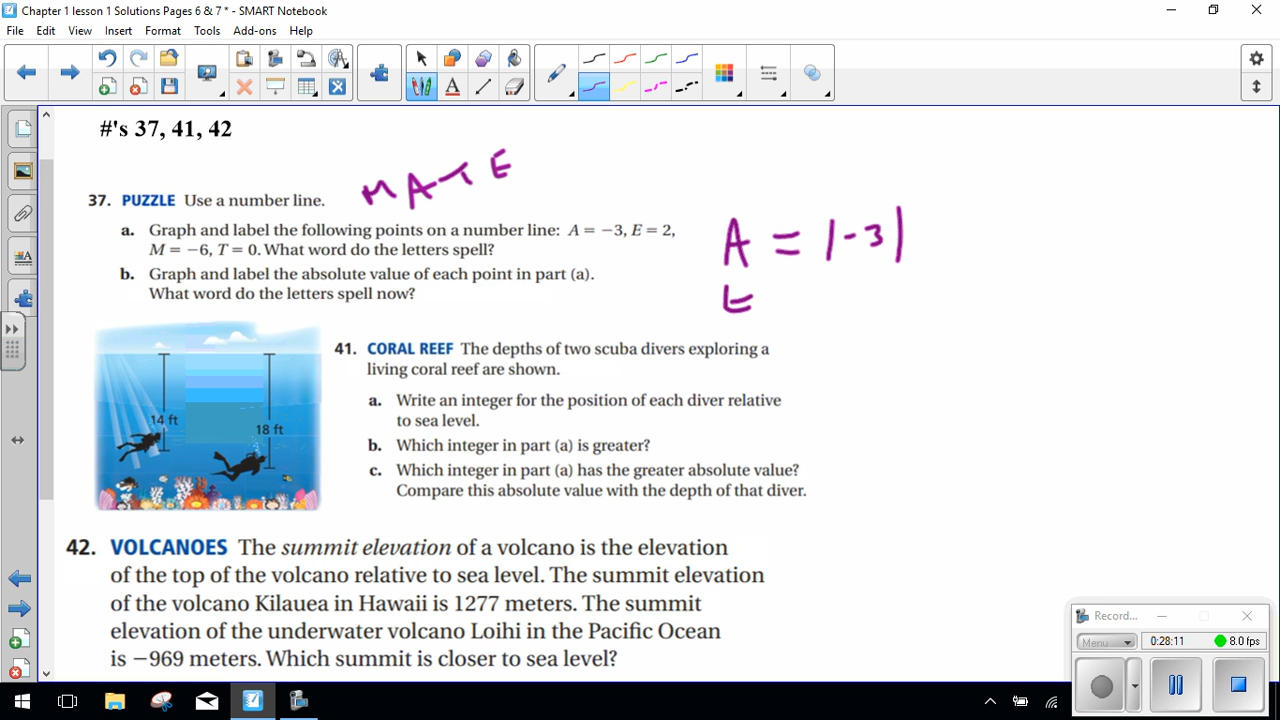 Chapter 1 lesson 1 Solutions Pages 6 & 7 * - SMART Notebook
File Edit View Insert Format Tools Add-ons Help
#'s 37, 41, 42
MATE
37. PUZZLE Use a number line.
a. Graph and label the following points on a number line: A = −3, E = 2,
M = −6, T = 0. What word do the letters spell?
b. Graph and label the absolute value of each point in part (a).
What word do the letters spell now?
A = |-3|
E
14 ft
18 ft
41. CORAL REEF The depths of two scuba divers exploring a
living coral reef are shown.
a. Write an integer for the position of each diver relative
to sea level.
b. Which integer in part (a) is greater?
c. Which integer in part (a) has the greater absolute value?
Compare this absolute value with the depth of that diver.
42. VOLCANOES The summit elevation of a volcano is the elevation
of the top of the volcano relative to sea level. The summit elevation
of the volcano Kilauea in Hawaii is 1277 meters. The summit
elevation of the underwater volcano Loihi in the Pacific Ocean
is −969 meters. Which summit is closer to sea level?
Record...
Menu 0:28:11 8.0 fps